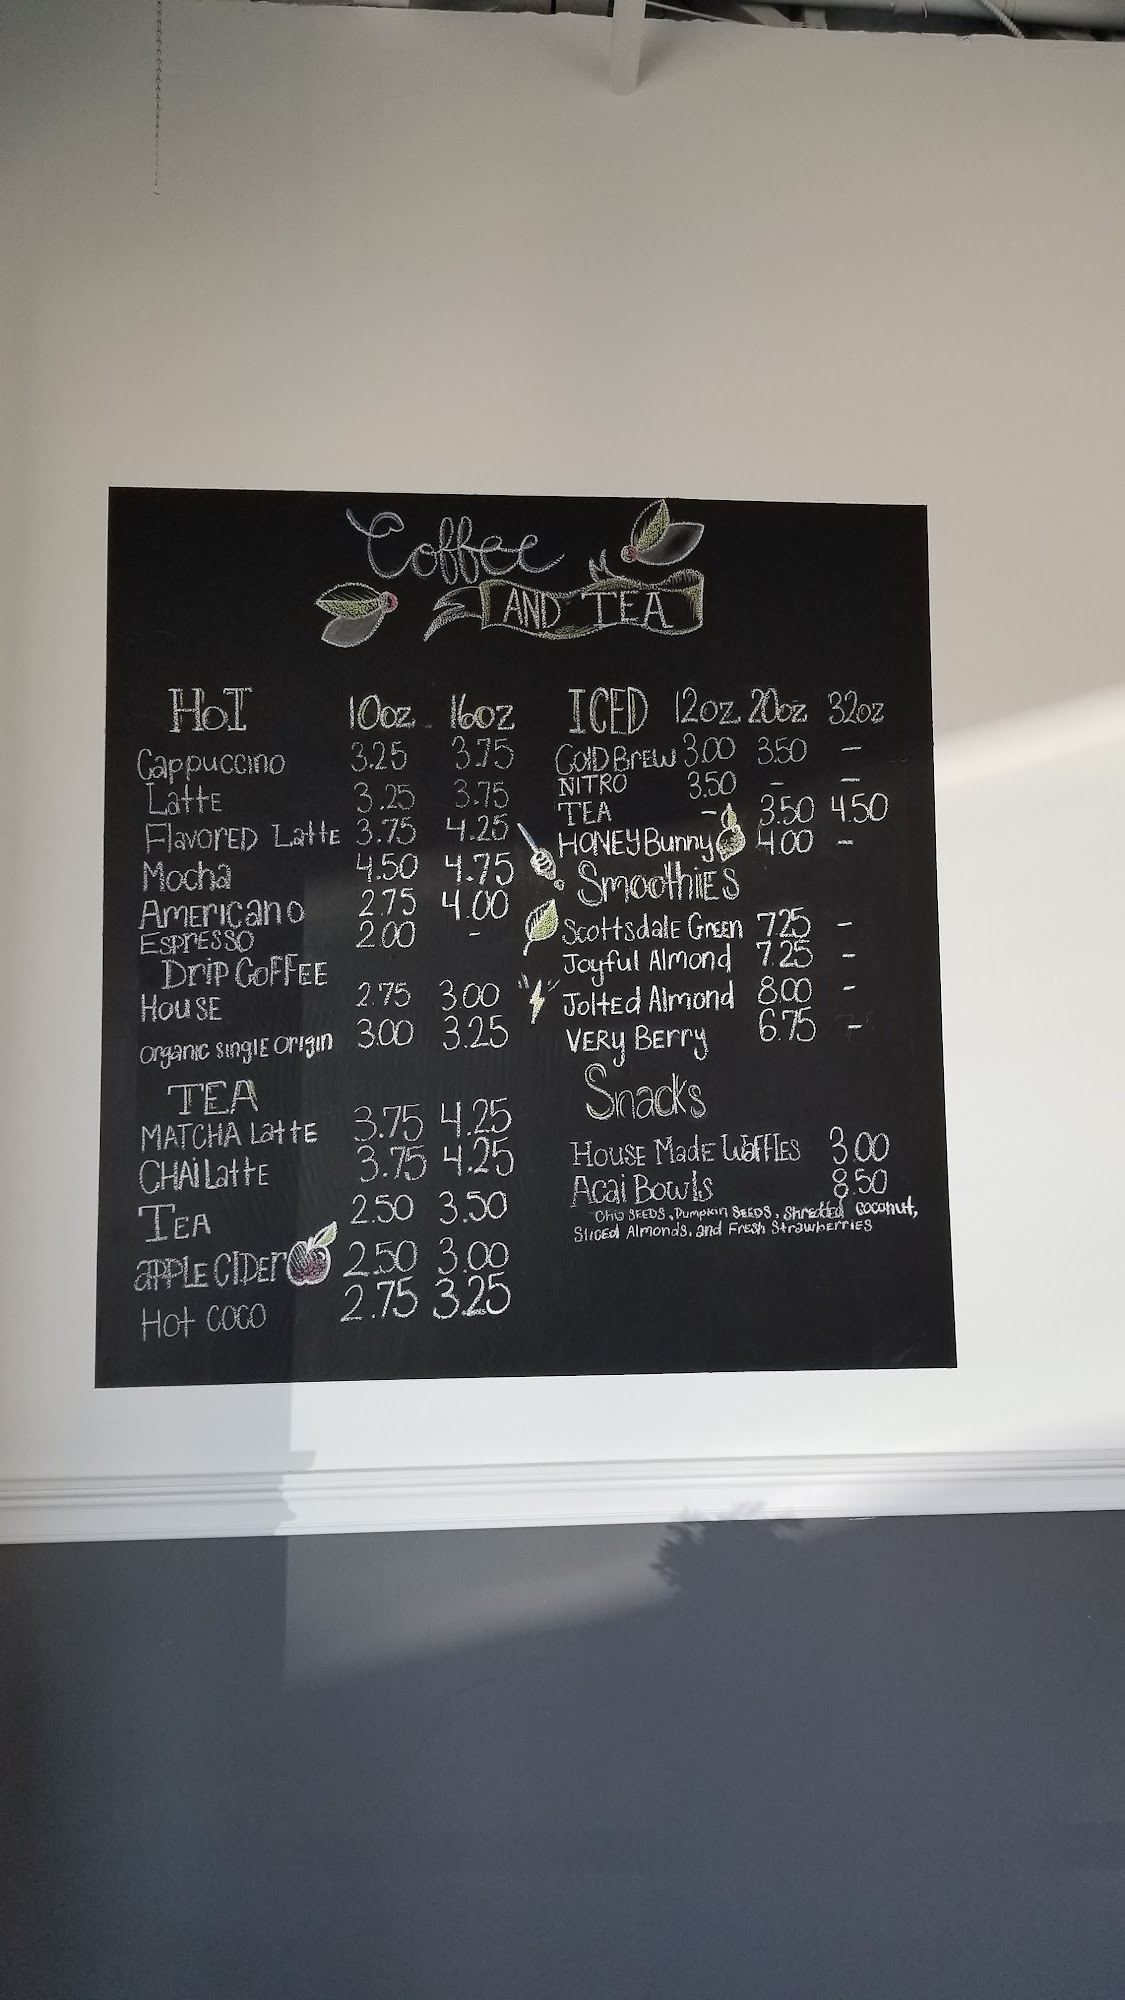 Coffee
AND TEA
HOT 10oz 16oz
Cappuccino 3.25 3.75
Latte 3.25 3.75
Flavored Latte 3.75 4.25
Mocha 4.50 4.75
Americano 2.75 4.00
Espresso 2.00 -
Drip Coffee
House 2.75 3.00
Organic Single Origin 3.00 3.25
TEA
MATCHA Latte 3.75 4.25
CHAI Latte 3.75 4.25
TEA 2.50 3.50
apple CIDer 2.50 3.00
Hot coco 2.75 3.25
ICED 12oz 20oz 32oz
Cold Brew 3.00 3.50 -
NITRO 3.50 - -
TEA - 3.50 4.50
HONEY Bunny 4.00 -
Smoothies
Scottsdale Green 7.25 -
Joyful Almond 7.25 -
Jolted Almond 8.00 -
Very Berry 6.75 -
Snacks
House Made Waffles 3.00
Acai Bowls 8.50
Chia Seeds, Pumpkin Seeds, Shredded Coconut,
Sliced Almonds, and Fresh Strawberries